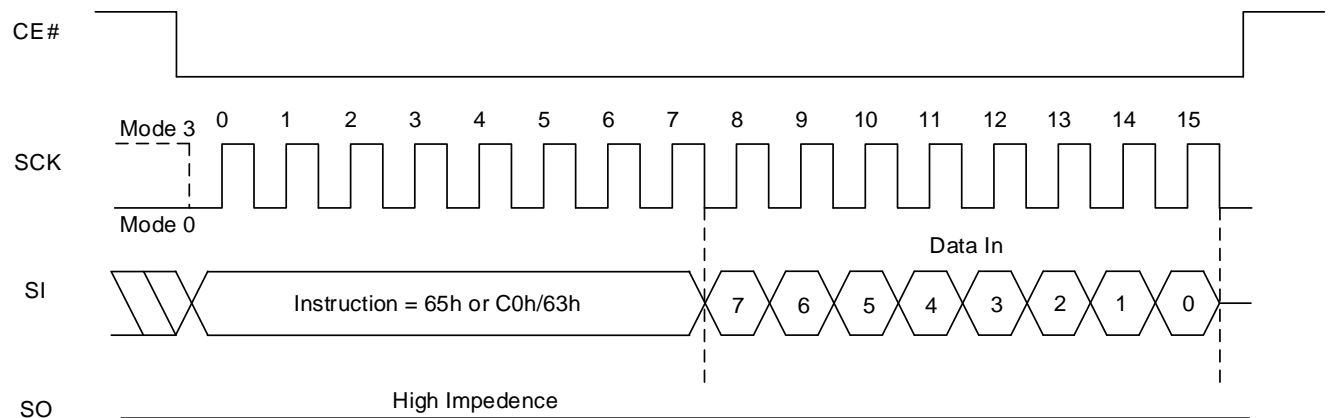 CE#
0 1 2 3 4 5 6 7 8 9 10 11 12 13 14 15
Mode 3
SCK
Mode 0
Data In
SI
Instruction = 65h or C0h/63h
7 6 5 4 3 2 1 0
High Impedence
SO